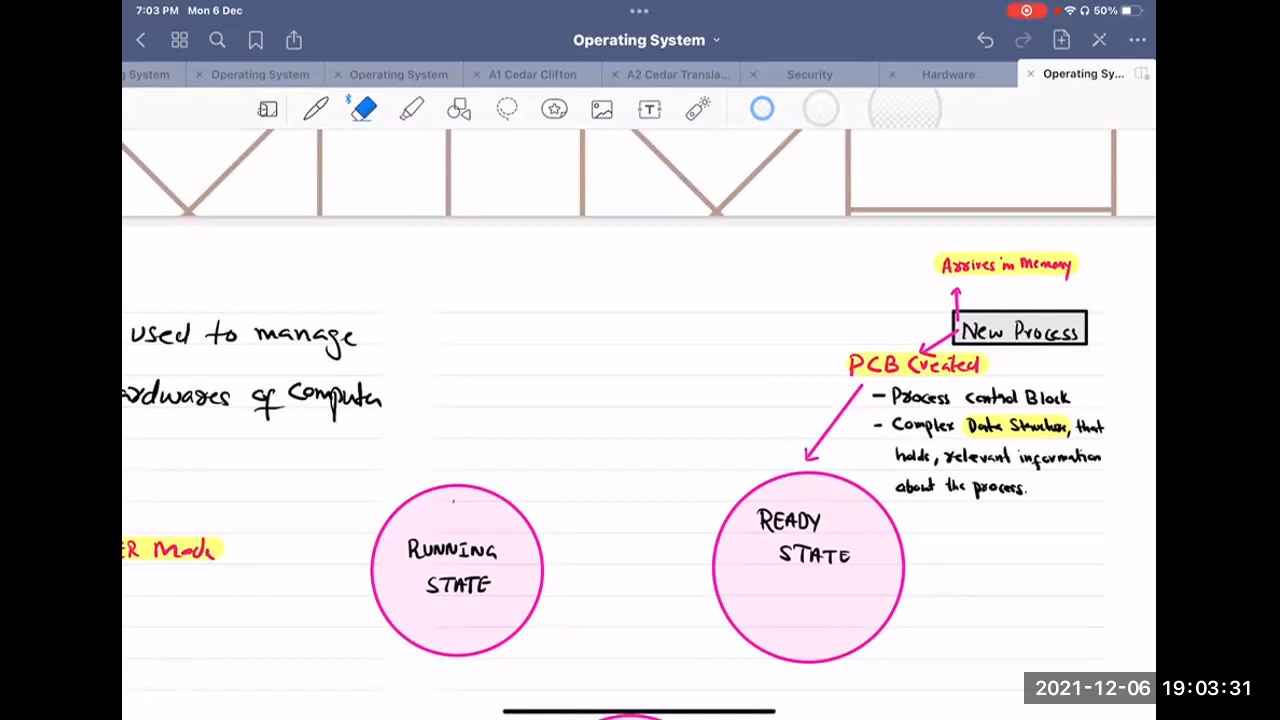 7:03 PM Mon 6 Dec
50%
Operating System
g System
Operating System
Operating System
A1 Cedar Clifton
A2 Cedar Transla...
Security
Hardware
Operating Sy...
T
Arrives in Memory
New Process
used to manage
PCB Created
ardwares of Computer
- Process control Block
- Complex Data Structure, that
holds, relevant information
about the process.
READY
STATE
RUNNING
STATE
ER Mode
2021-12-06 19:03:31